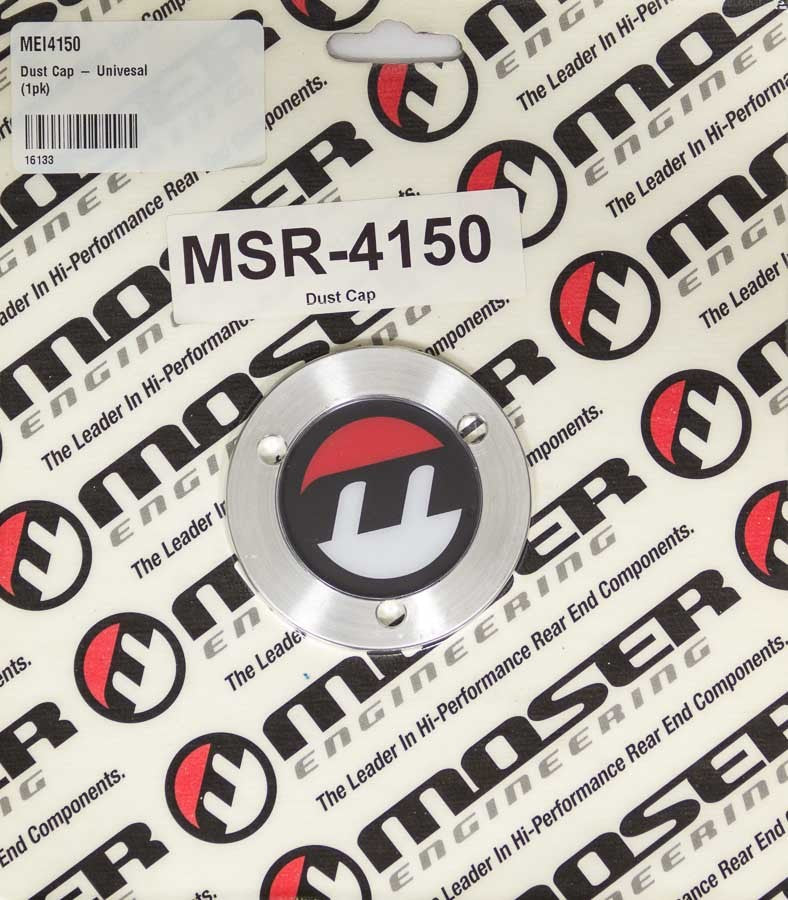 MEI4150
Dust Cap – Univesal
(1pk)
16133
MSR-4150
Dust Cap
MOSER
ENGINEERING
The Leader In Hi-Performance Rear End Components.